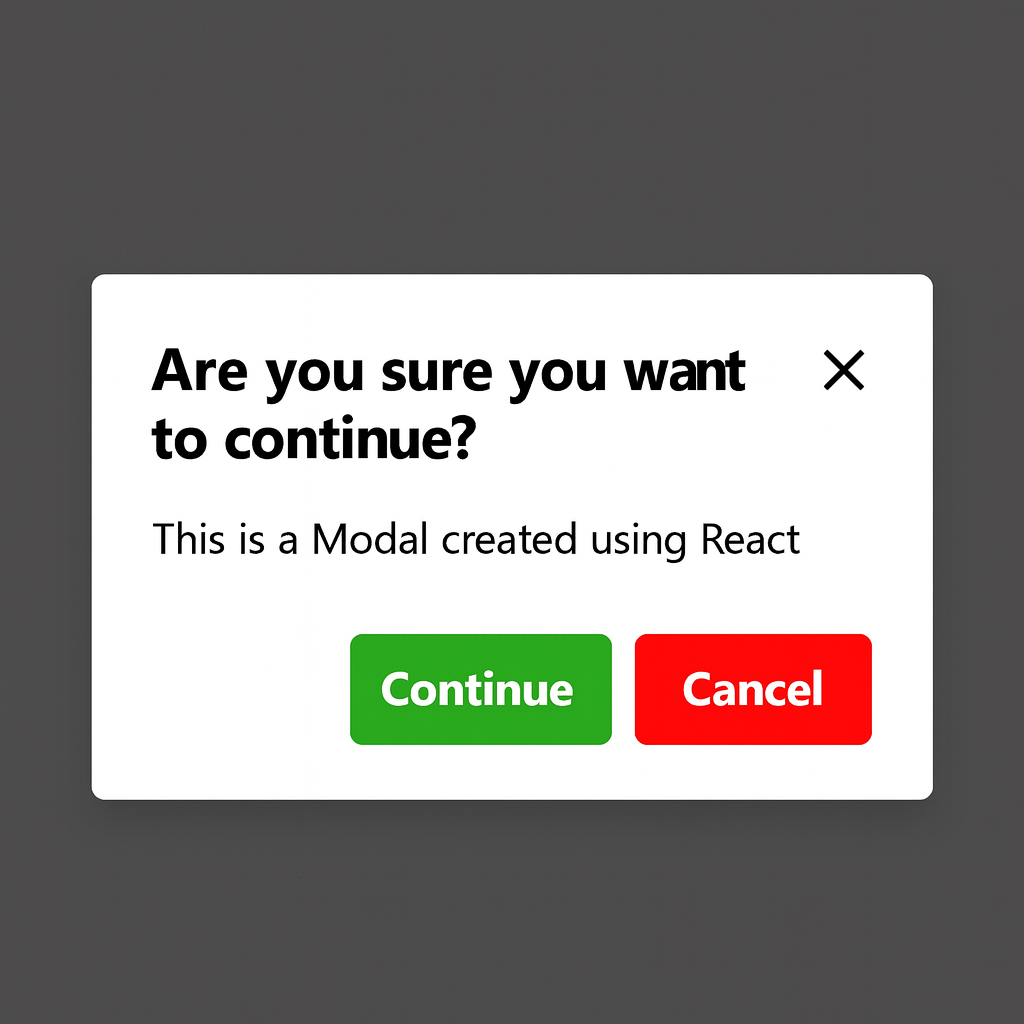 Are you sure you want
to continue?
This is a Modal created using React
Continue
Cancel